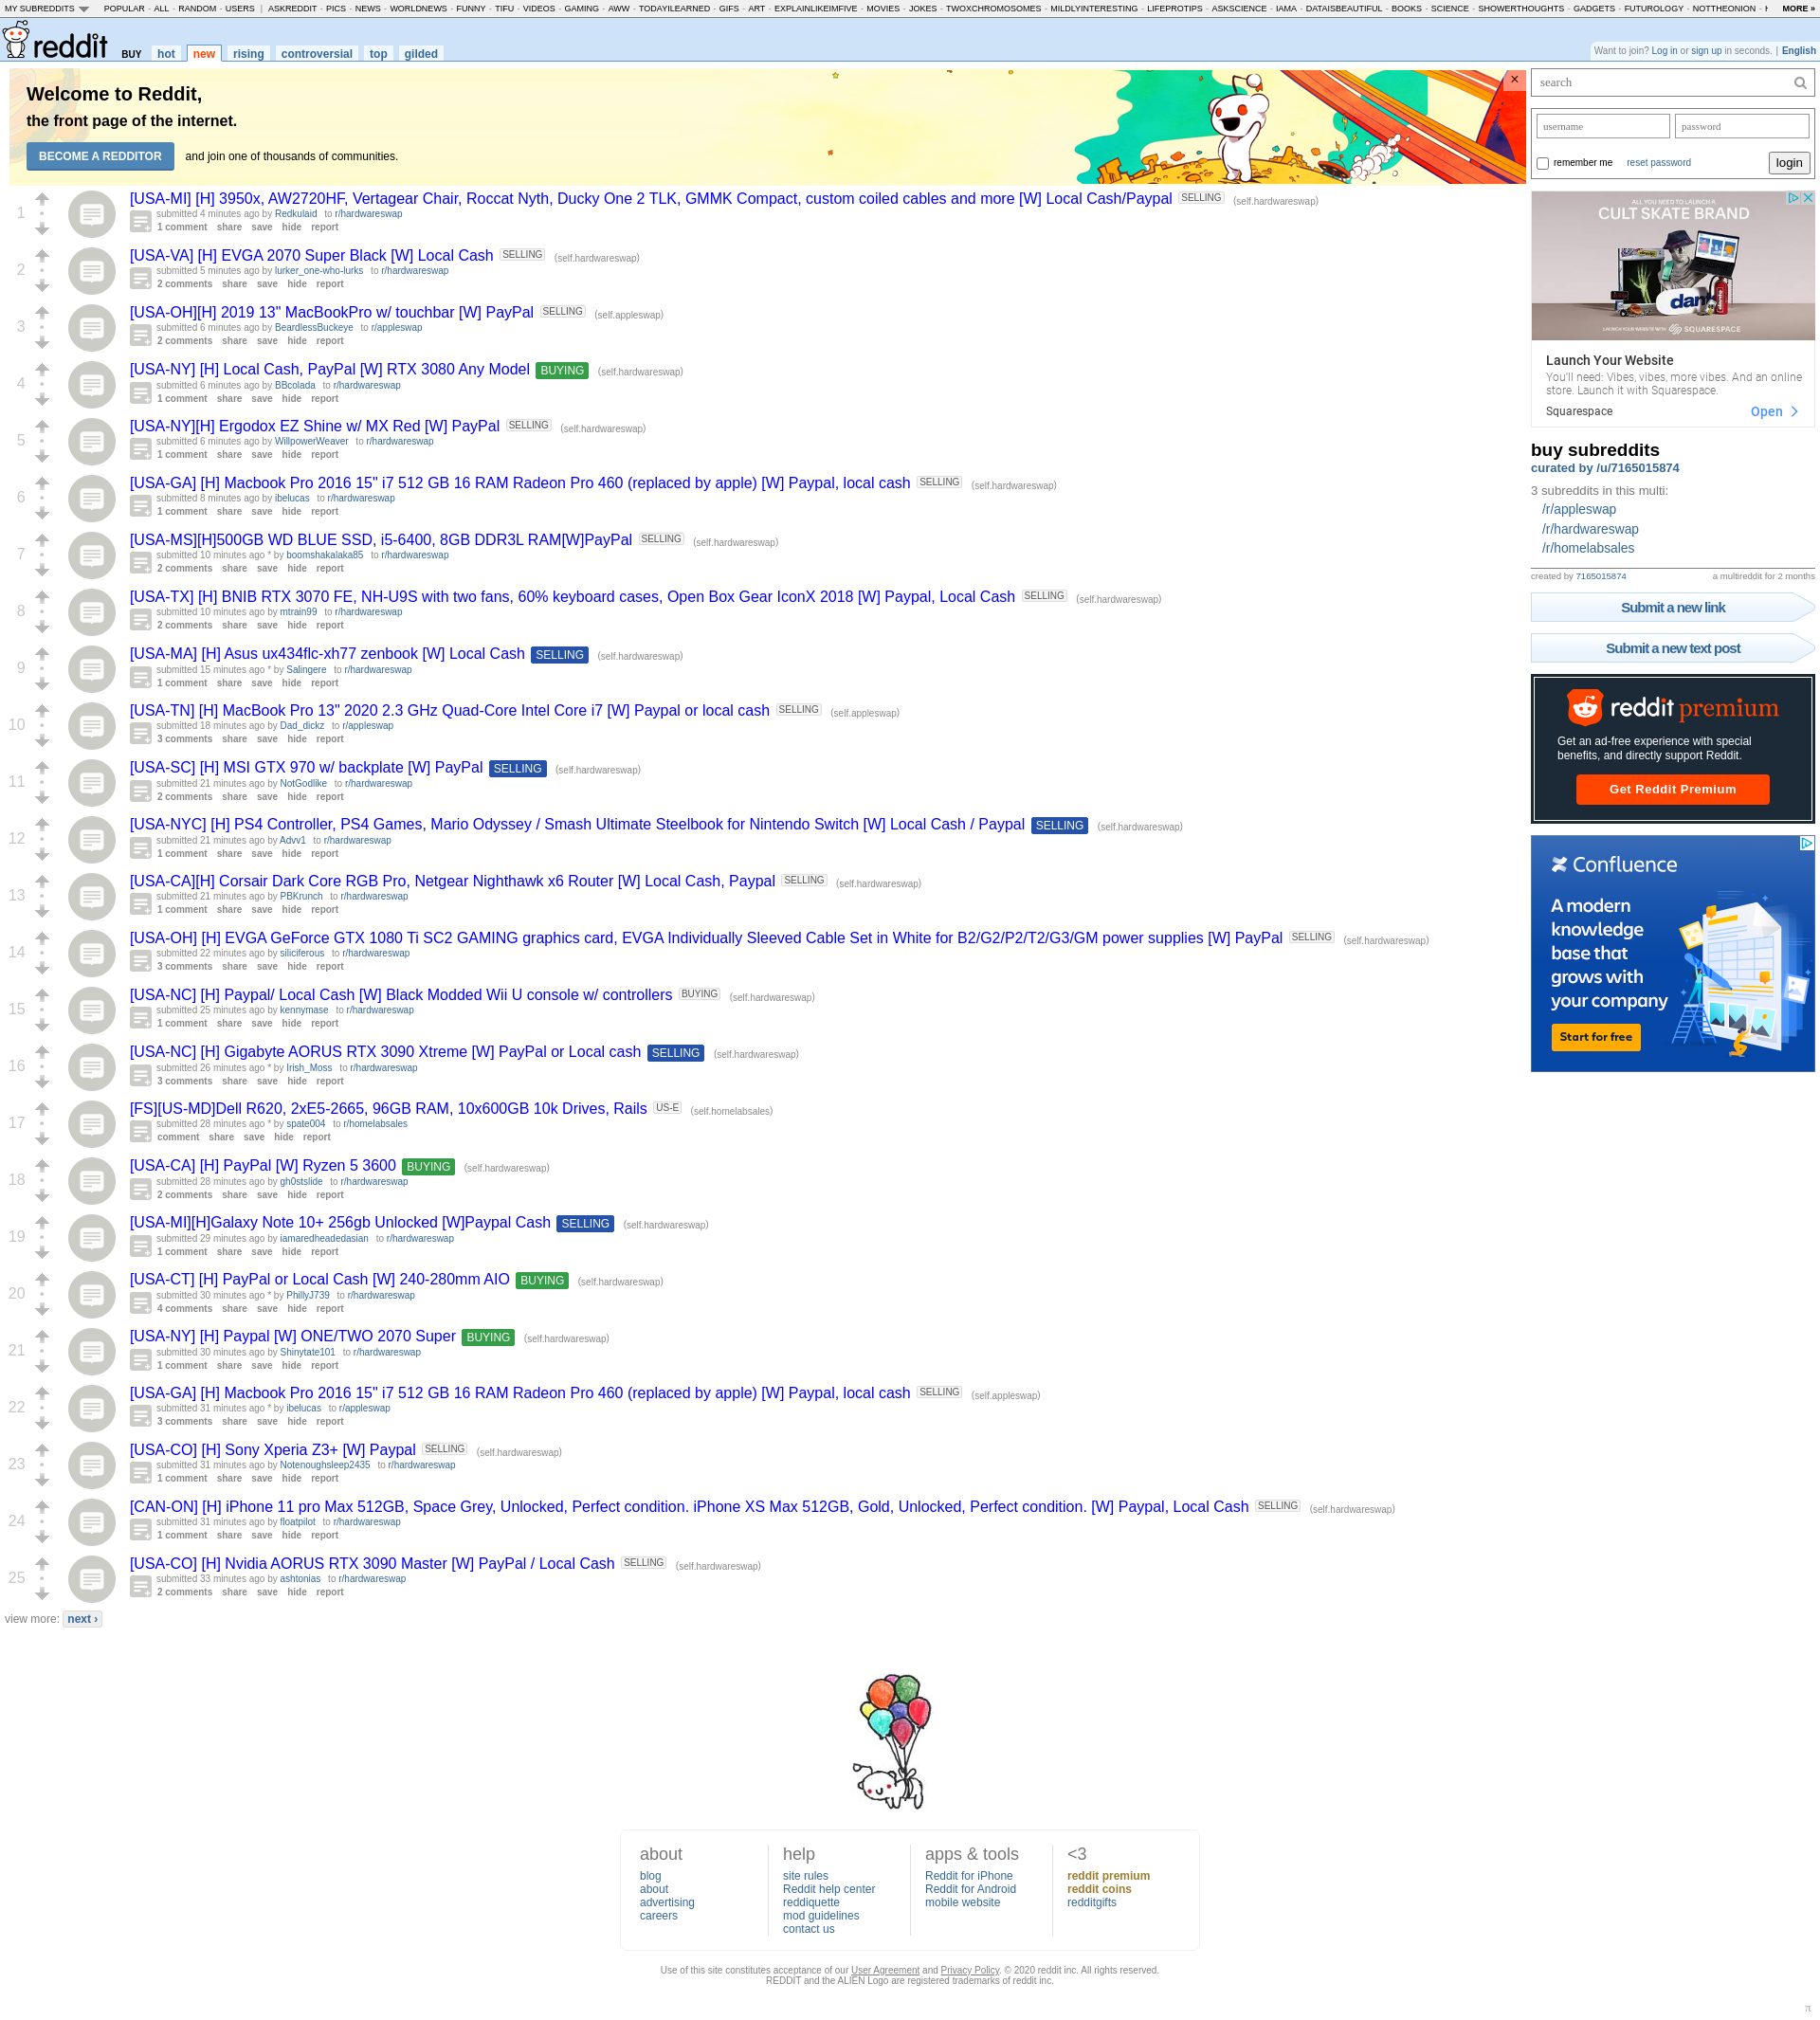 MY SUBREDDITS POPULAR - ALL - RANDOM - USERS | ASKREDDIT - PICS - NEWS - WORLDNEWS - FUNNY - TIFU - VIDEOS - GAMING - AWW - TODAYILEARNED - GIFS - ART - EXPLAINLIKEIMFIVE - MOVIES - JOKES - TWOXCHROMOSOMES - MILDLYINTERESTING - LIFEPROTIPS - ASKSCIENCE - IAMA - DATAISBEAUTIFUL - BOOKS - SCIENCE - SHOWERTHOUGHTS - GADGETS - FUTUROLOGY - NOTTHEONION - MORE »
reddit BUY hot new rising controversial top gilded
Want to join? Log in or sign up in seconds. | English
Welcome to Reddit,
the front page of the internet.
BECOME A REDDITOR and join one of thousands of communities.
×
1
[USA-MI] [H] 3950x, AW2720HF, Vertagear Chair, Roccat Nyth, Ducky One 2 TLK, GMMK Compact, custom coiled cables and more [W] Local Cash/Paypal SELLING (self.hardwareswap)
submitted 4 minutes ago by Redkulaid to r/hardwareswap
1 comment share save hide report
2
[USA-VA] [H] EVGA 2070 Super Black [W] Local Cash SELLING (self.hardwareswap)
submitted 5 minutes ago by lurker_one-who-lurks to r/hardwareswap
2 comments share save hide report
3
[USA-OH][H] 2019 13" MacBookPro w/ touchbar [W] PayPal SELLING (self.appleswap)
submitted 6 minutes ago by BeardlessBuckeye to r/appleswap
2 comments share save hide report
4
[USA-NY] [H] Local Cash, PayPal [W] RTX 3080 Any Model BUYING (self.hardwareswap)
submitted 6 minutes ago by BBcolada to r/hardwareswap
1 comment share save hide report
5
[USA-NY][H] Ergodox EZ Shine w/ MX Red [W] PayPal SELLING (self.hardwareswap)
submitted 6 minutes ago by WillpowerWeaver to r/hardwareswap
1 comment share save hide report
6
[USA-GA] [H] Macbook Pro 2016 15" i7 512 GB 16 RAM Radeon Pro 460 (replaced by apple) [W] Paypal, local cash SELLING (self.hardwareswap)
submitted 8 minutes ago by ibelucas to r/hardwareswap
1 comment share save hide report
7
[USA-MS][H]500GB WD BLUE SSD, i5-6400, 8GB DDR3L RAM[W]PayPal SELLING (self.hardwareswap)
submitted 10 minutes ago * by boomshakalaka85 to r/hardwareswap
2 comments share save hide report
8
[USA-TX] [H] BNIB RTX 3070 FE, NH-U9S with two fans, 60% keyboard cases, Open Box Gear IconX 2018 [W] Paypal, Local Cash SELLING (self.hardwareswap)
submitted 10 minutes ago by mtrain99 to r/hardwareswap
2 comments share save hide report
9
[USA-MA] [H] Asus ux434flc-xh77 zenbook [W] Local Cash SELLING (self.hardwareswap)
submitted 15 minutes ago * by Salingere to r/hardwareswap
1 comment share save hide report
10
[USA-TN] [H] MacBook Pro 13" 2020 2.3 GHz Quad-Core Intel Core i7 [W] Paypal or local cash SELLING (self.appleswap)
submitted 18 minutes ago by Dad_dickz to r/appleswap
3 comments share save hide report
11
[USA-SC] [H] MSI GTX 970 w/ backplate [W] PayPal SELLING (self.hardwareswap)
submitted 21 minutes ago by NotGodlike to r/hardwareswap
2 comments share save hide report
12
[USA-NYC] [H] PS4 Controller, PS4 Games, Mario Odyssey / Smash Ultimate Steelbook for Nintendo Switch [W] Local Cash / Paypal SELLING (self.hardwareswap)
submitted 21 minutes ago by Advv1 to r/hardwareswap
1 comment share save hide report
13
[USA-CA][H] Corsair Dark Core RGB Pro, Netgear Nighthawk x6 Router [W] Local Cash, Paypal SELLING (self.hardwareswap)
submitted 21 minutes ago by PBKrunch to r/hardwareswap
1 comment share save hide report
14
[USA-OH] [H] EVGA GeForce GTX 1080 Ti SC2 GAMING graphics card, EVGA Individually Sleeved Cable Set in White for B2/G2/P2/T2/G3/GM power supplies [W] PayPal SELLING (self.hardwareswap)
submitted 22 minutes ago by siliciferous to r/hardwareswap
3 comments share save hide report
15
[USA-NC] [H] Paypal/ Local Cash [W] Black Modded Wii U console w/ controllers BUYING (self.hardwareswap)
submitted 25 minutes ago by kennymase to r/hardwareswap
1 comment share save hide report
16
[USA-NC] [H] Gigabyte AORUS RTX 3090 Xtreme [W] PayPal or Local cash SELLING (self.hardwareswap)
submitted 26 minutes ago * by Irish_Moss to r/hardwareswap
3 comments share save hide report
17
[FS][US-MD]Dell R620, 2xE5-2665, 96GB RAM, 10x600GB 10k Drives, Rails US-E (self.homelabsales)
submitted 28 minutes ago * by spate004 to r/homelabsales
comment share save hide report
18
[USA-CA] [H] PayPal [W] Ryzen 5 3600 BUYING (self.hardwareswap)
submitted 28 minutes ago by gh0stslide to r/hardwareswap
2 comments share save hide report
19
[USA-MI][H]Galaxy Note 10+ 256gb Unlocked [W]Paypal Cash SELLING (self.hardwareswap)
submitted 29 minutes ago by iamaredheadedasian to r/hardwareswap
1 comment share save hide report
20
[USA-CT] [H] PayPal or Local Cash [W] 240-280mm AIO BUYING (self.hardwareswap)
submitted 30 minutes ago * by PhillyJ739 to r/hardwareswap
4 comments share save hide report
21
[USA-NY] [H] Paypal [W] ONE/TWO 2070 Super BUYING (self.hardwareswap)
submitted 30 minutes ago by Shinytate101 to r/hardwareswap
1 comment share save hide report
22
[USA-GA] [H] Macbook Pro 2016 15" i7 512 GB 16 RAM Radeon Pro 460 (replaced by apple) [W] Paypal, local cash SELLING (self.appleswap)
submitted 31 minutes ago * by ibelucas to r/appleswap
3 comments share save hide report
23
[USA-CO] [H] Sony Xperia Z3+ [W] Paypal SELLING (self.hardwareswap)
submitted 31 minutes ago by Notenoughsleep2435 to r/hardwareswap
1 comment share save hide report
24
[CAN-ON] [H] iPhone 11 pro Max 512GB, Space Grey, Unlocked, Perfect condition. iPhone XS Max 512GB, Gold, Unlocked, Perfect condition. [W] Paypal, Local Cash SELLING (self.hardwareswap)
submitted 31 minutes ago by floatpilot to r/hardwareswap
1 comment share save hide report
25
[USA-CO] [H] Nvidia AORUS RTX 3090 Master [W] PayPal / Local Cash SELLING (self.hardwareswap)
submitted 33 minutes ago by ashtonias to r/hardwareswap
2 comments share save hide report
view more: next ›
search
username password
remember me reset password login
ALL YOU NEED TO LAUNCH A
CULT SKATE BRAND
dam
LAUNCH YOUR WEBSITE WITH SQUARESPACE
Launch Your Website
You'll need: Vibes, vibes, more vibes. And an online
store. Launch it with Squarespace.
Squarespace Open
buy subreddits
curated by /u/7165015874
3 subreddits in this multi:
/r/appleswap
/r/hardwareswap
/r/homelabsales
created by 7165015874 a multireddit for 2 months
Submit a new link
Submit a new text post
reddit premium
Get an ad-free experience with special
benefits, and directly support Reddit.
Get Reddit Premium
Confluence
A modern
knowledge
base that
grows with
your company
Start for free
about
blog
about
advertising
careers
help
site rules
Reddit help center
reddiquette
mod guidelines
contact us
apps & tools
Reddit for iPhone
Reddit for Android
mobile website
<3
reddit premium
reddit coins
redditgifts
Use of this site constitutes acceptance of our User Agreement and Privacy Policy. © 2020 reddit inc. All rights reserved.
REDDIT and the ALIEN Logo are registered trademarks of reddit inc.
π